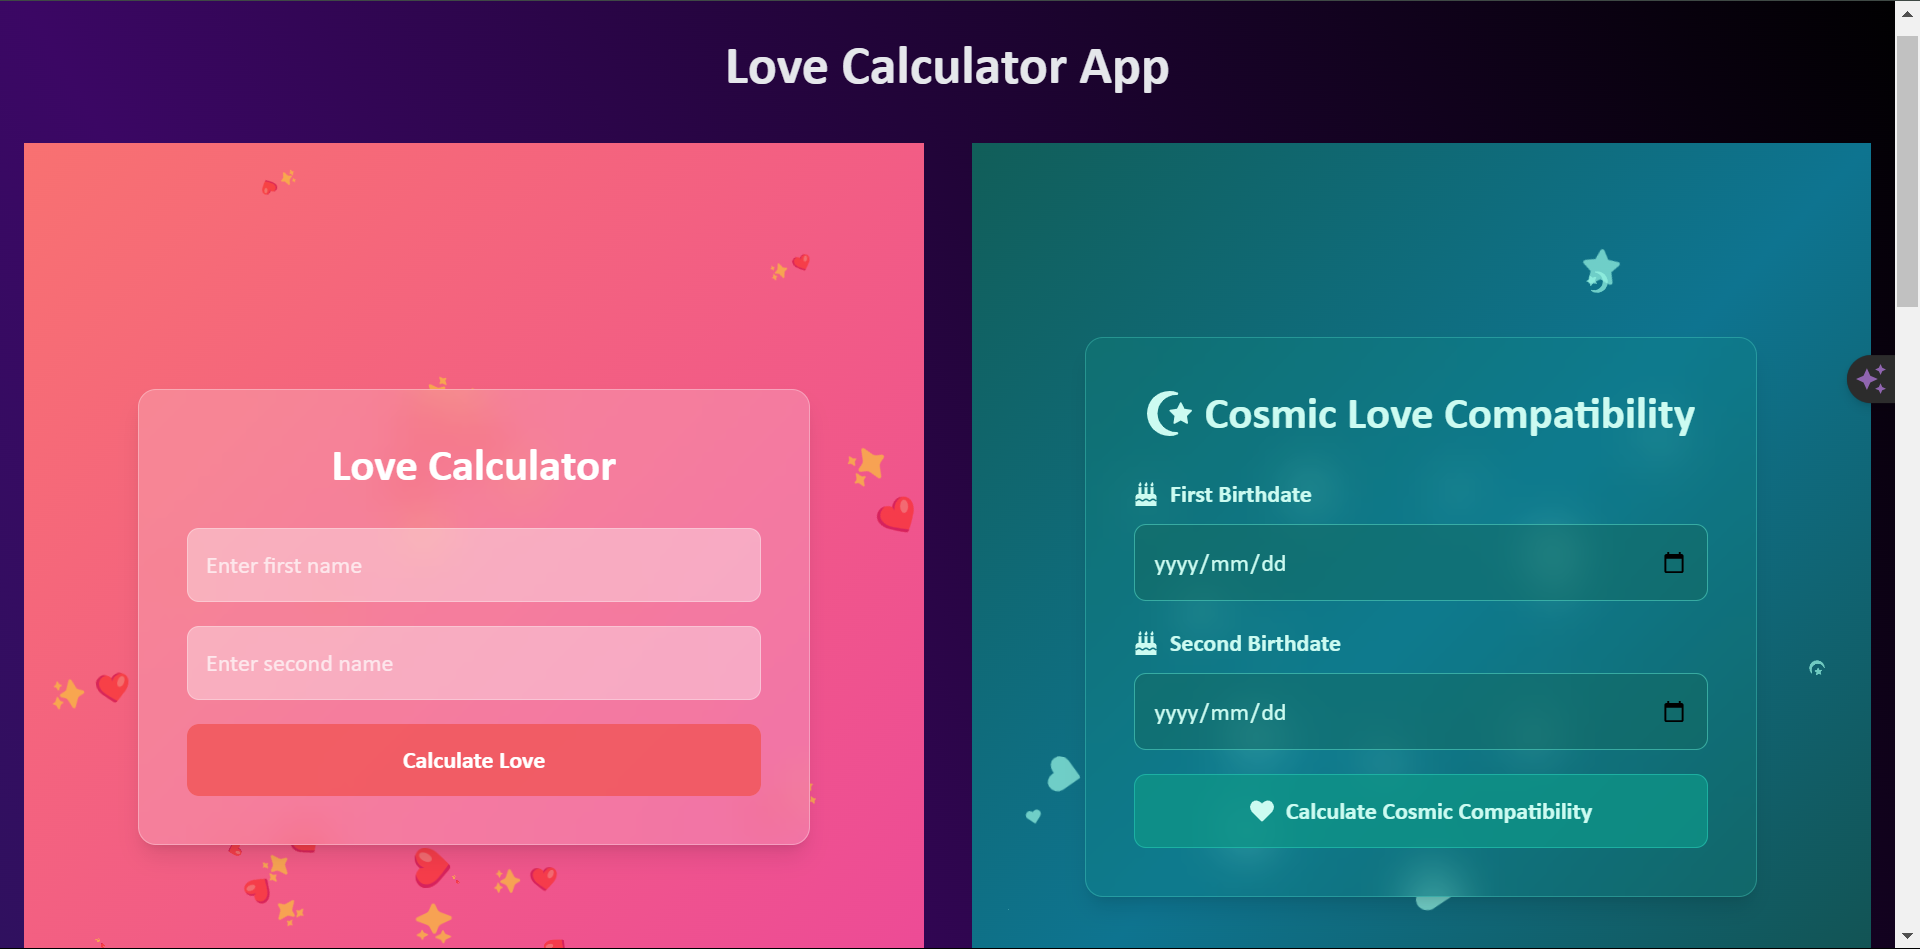 Love Calculator App
Love Calculator
Enter first name
Enter second name
Calculate Love
Cosmic Love Compatibility
First Birthdate
yyyy/mm/dd
Second Birthdate
yyyy/mm/dd
Calculate Cosmic Compatibility